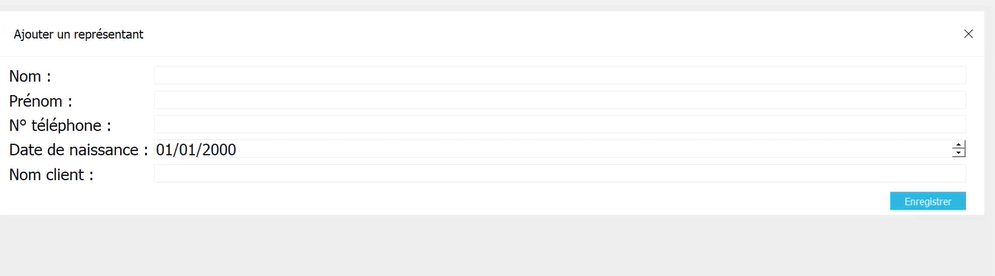 Ajouter un représentant
Nom :
Prénom :
N° téléphone :
Date de naissance : 01/01/2000
Nom client :
Enregistrer